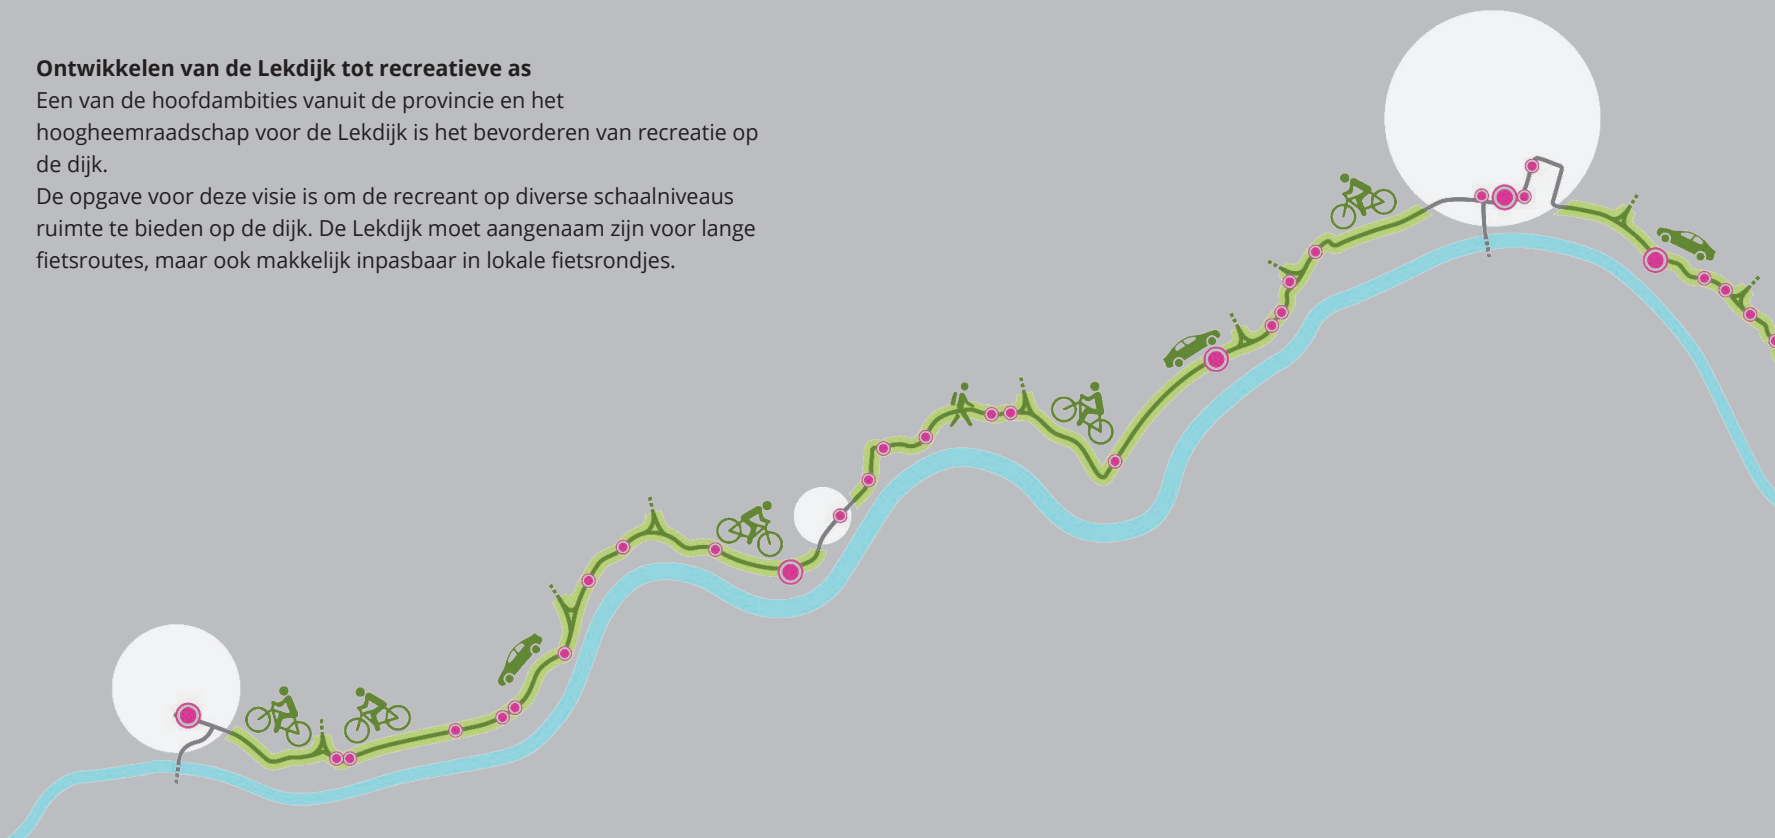 Ontwikkelen van de Lekdijk tot recreatieve as
Een van de hoofdambities vanuit de provincie en het
hoogheemraadschap voor de Lekdijk is het bevorderen van recreatie op
de dijk.
De opgave voor deze visie is om de recreant op diverse schaalniveaus
ruimte te bieden op de dijk. De Lekdijk moet aangenaam zijn voor lange
fietsroutes, maar ook makkelijk inpasbaar in lokale fietsrondjes.